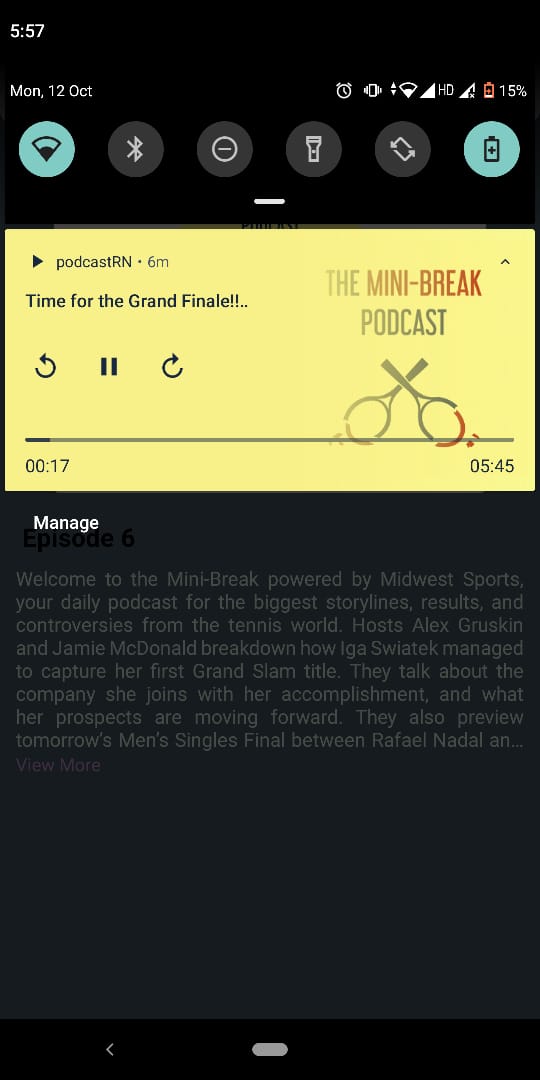 5:57
Mon, 12 Oct
HD
15%
podcastRN • 6m
THE MINI-BREAK
PODCAST
Time for the Grand Finale!!..
00:17
05:45
Manage
Episode 6
Welcome to the Mini-Break powered by Midwest Sports,
your daily podcast for the biggest storylines, results, and
controversies from the tennis world. Hosts Alex Gruskin
and Jamie McDonald breakdown how Iga Swiatek managed
to capture her first Grand Slam title. They talk about the
company she joins with her accomplishment, and what
her prospects are moving forward. They also preview
tomorrow's Men's Singles Final between Rafael Nadal an...
View More